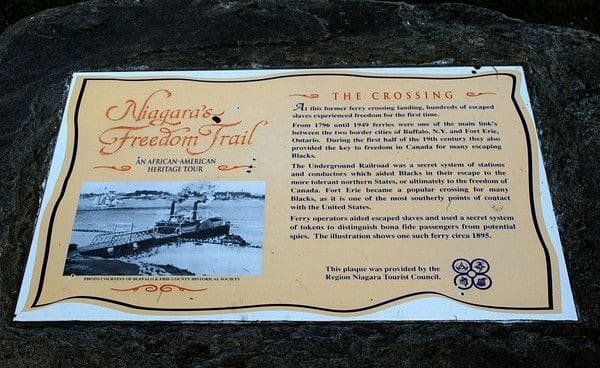 Niagara's
Freedom Trail
AN AFRICAN-AMERICAN
HERITAGE TOUR
PHOTO COURTESY OF BUFFALO & ERIE COUNTY HISTORICAL SOCIETY
THE CROSSING
At this former ferry crossing landing, hundreds of escaped
slaves experienced freedom for the first time.
From 1796 until 1949 ferries were one of the main link's
between the two border cities of Buffalo, N.Y. and Fort Erie,
Ontario. During the first half of the 19th century they also
provided the key to freedom in Canada for many escaping
Blacks.
The Underground Railroad was a secret system of stations
and conductors which aided Blacks in their escape to the
more tolerant northern States, or ultimately to the freedom of
Canada. Fort Erie became a popular crossing for many
Blacks, as it is one of the most southerly points of contact
with the United States.
Ferry operators aided escaped slaves and used a secret system
of tokens to distinguish bona fide passengers from potential
spies. The illustration shows one such ferry circa 1895.
This plaque was provided by the
Region Niagara Tourist Council.